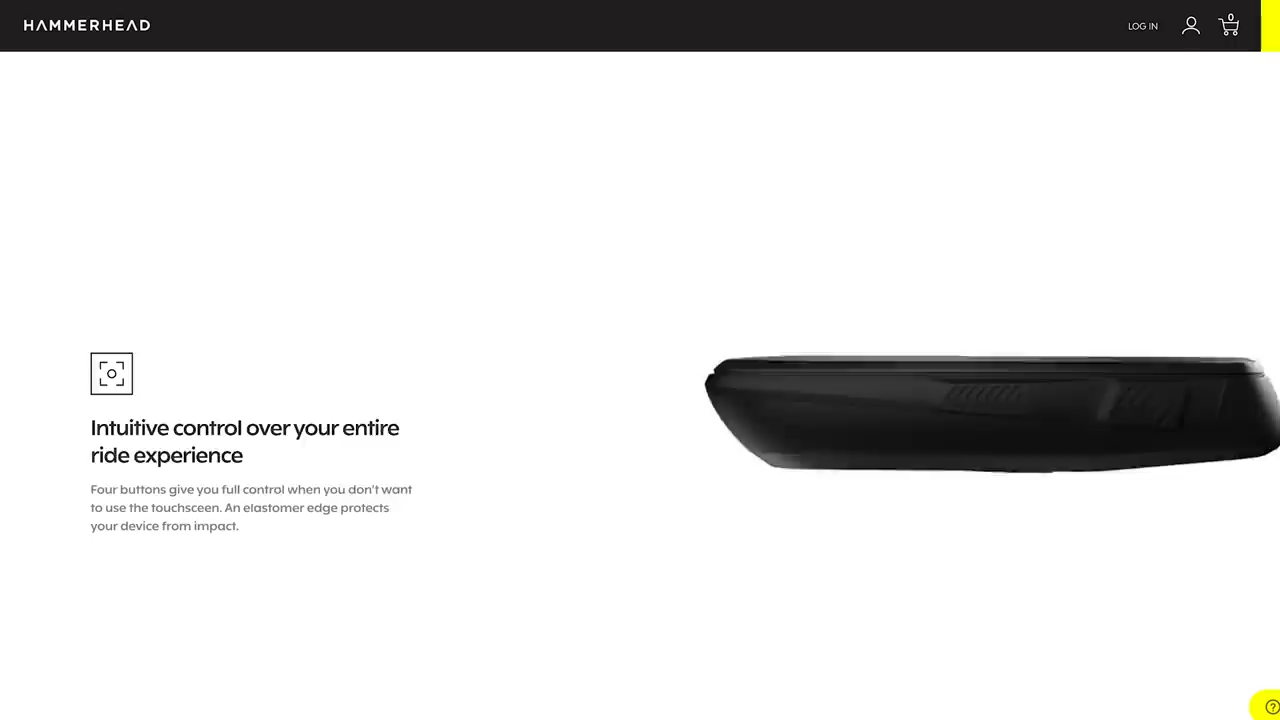 HAMMERHEAD
LOG IN
0
Intuitive control over your entire
ride experience
Four buttons give you full control when you don't want
to use the touchsceen. An elastomer edge protects
your device from impact.